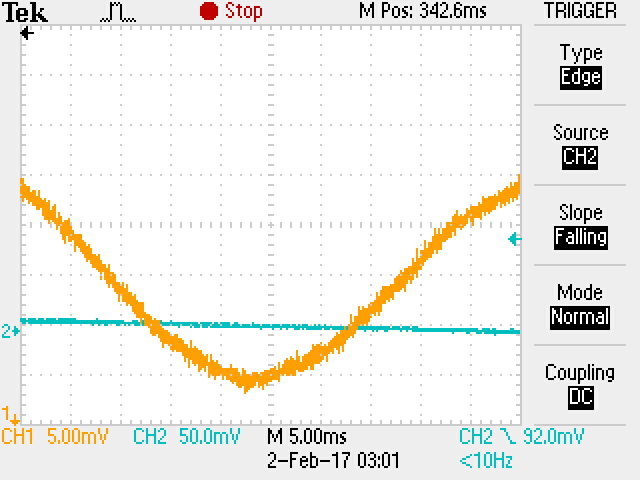 Tek Stop M Pos: 342.6ms TRIGGER
Type
Edge
Source
CH2
Slope
Falling
Mode
Normal
Coupling
DC
2
1
CH1 5.00mV CH2 50.0mV M 5.00ms CH2 92.0mV
2-Feb-17 03:01 <10Hz